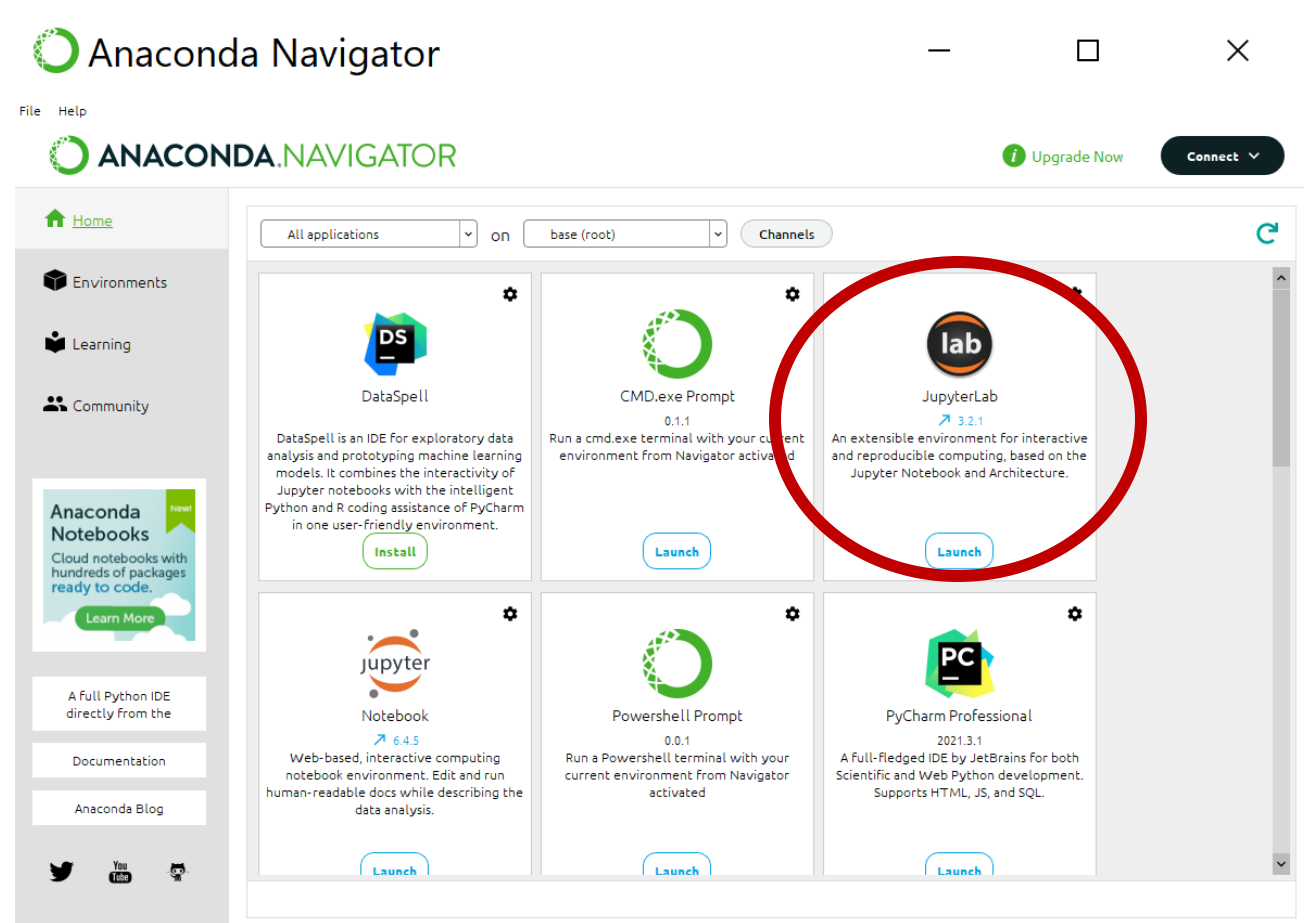 Anaconda Navigator
File Help
ANACONDA.NAVIGATOR
i Upgrade Now
Connect
Home
Environments
Learning
Community
Anaconda
Notebooks
New!
Cloud notebooks with
hundreds of packages
ready to code.
Learn More
A full Python IDE
directly from the
Documentation
Anaconda Blog
You
Tube
All applications on base (root) Channels
DS
DataSpell
DataSpell is an IDE for exploratory data
analysis and prototyping machine learning
models. It combines the interactivity of
Jupyter notebooks with the intelligent
Python and R coding assistance of PyCharm
in one user-friendly environment.
Install
CMD.exe Prompt
0.1.1
Run a cmd.exe terminal with your current
environment from Navigator activated
Launch
lab
JupyterLab
3.2.1
An extensible environment for interactive
and reproducible computing, based on the
Jupyter Notebook and Architecture.
Launch
jupyter
Notebook
6.4.5
Web-based, interactive computing
notebook environment. Edit and run
human-readable docs while describing the
data analysis.
Launch
Powershell Prompt
0.0.1
Run a Powershell terminal with your
current environment from Navigator
activated
Launch
PC
PyCharm Professional
2021.3.1
A full-fledged IDE by JetBrains for both
Scientific and Web Python development.
Supports HTML, JS, and SQL.
Launch